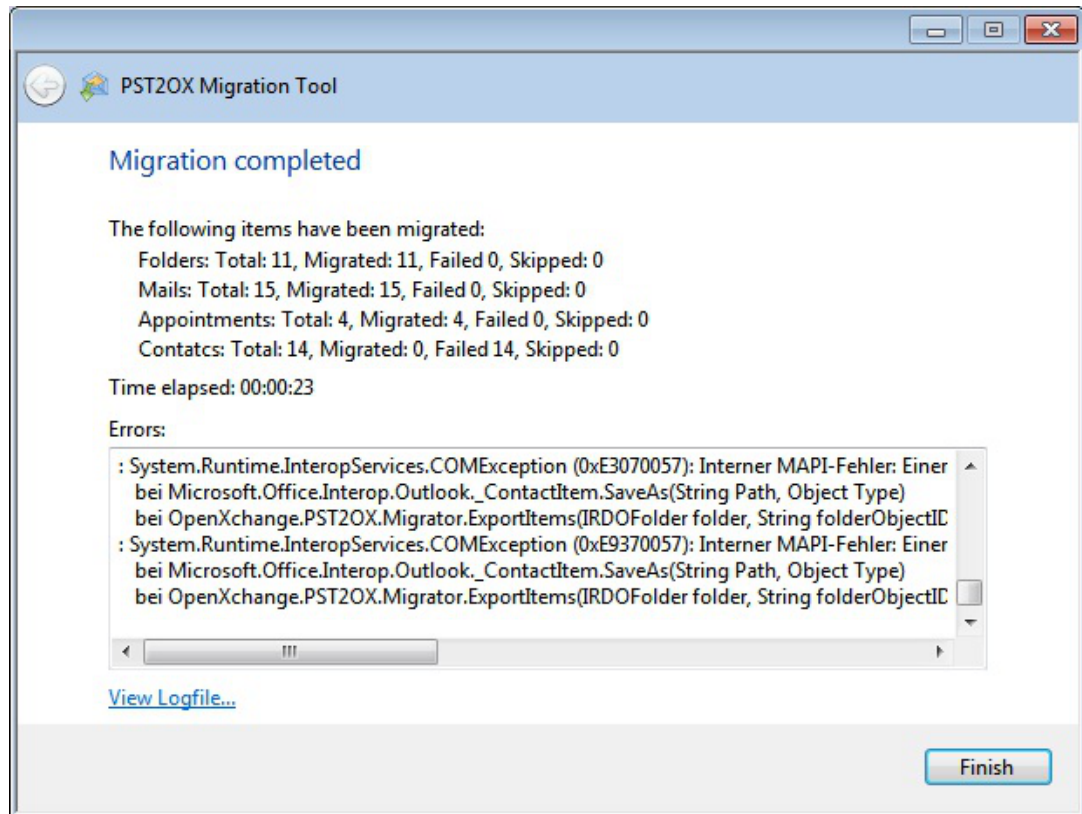 PST2OX Migration Tool
Migration completed
The following items have been migrated:
Folders: Total: 11, Migrated: 11, Failed 0, Skipped: 0
Mails: Total: 15, Migrated: 15, Failed 0, Skipped: 0
Appointments: Total: 4, Migrated: 4, Failed 0, Skipped: 0
Contatcs: Total: 14, Migrated: 0, Failed 14, Skipped: 0
Time elapsed: 00:00:23
Errors:
: System.Runtime.InteropServices.COMException (0xE3070057): Interner MAPI-Fehler: Einer
bei Microsoft.Office.Interop.Outlook._ContactItem.SaveAs(String Path, Object Type)
bei OpenXchange.PST2OX.Migrator.ExportItems(IRDOFolder folder, String folderObjectID
: System.Runtime.InteropServices.COMException (0xE9370057): Interner MAPI-Fehler: Einer
bei Microsoft.Office.Interop.Outlook._ContactItem.SaveAs(String Path, Object Type)
bei OpenXchange.PST2OX.Migrator.ExportItems(IRDOFolder folder, String folderObjectID
View Logfile...
Finish